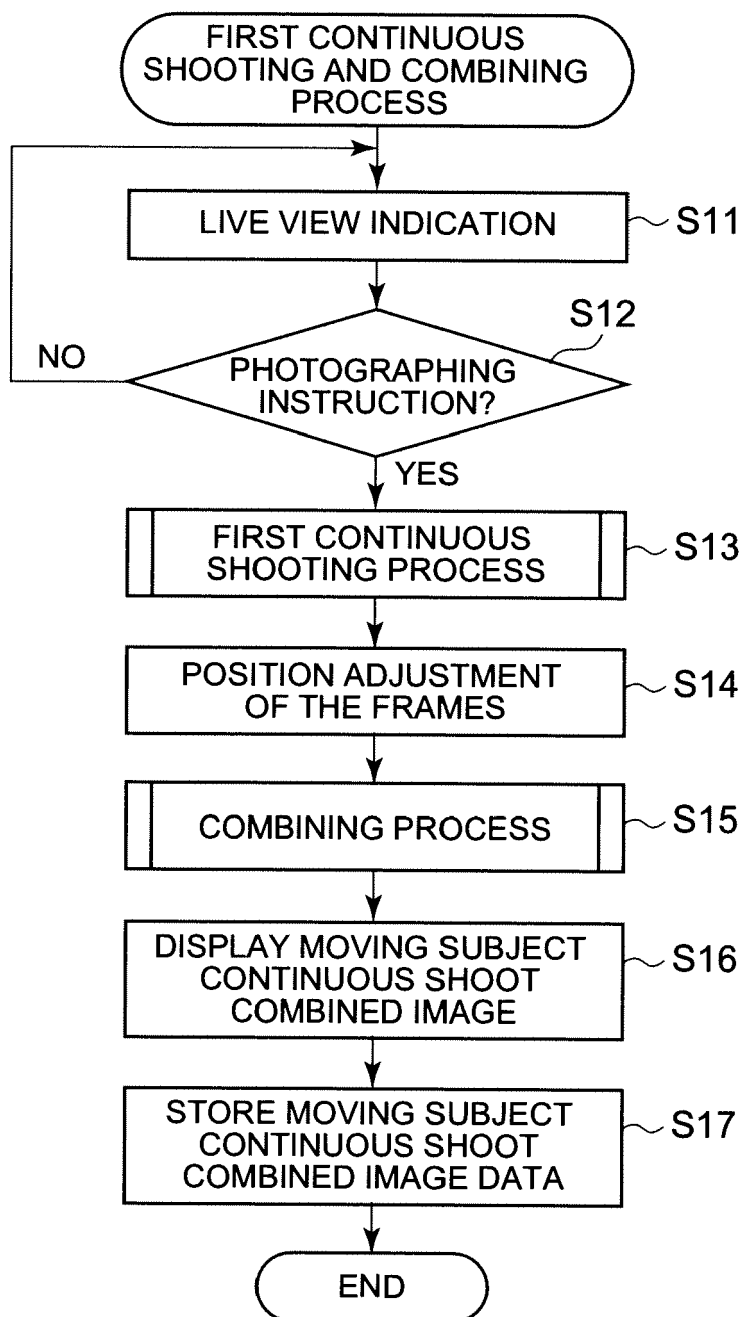 FIRST CONTINUOUS
SHOOTING AND COMBINING
PROCESS
LIVE VIEW INDICATION
S11
S12
NO
PHOTOGRAPHING
INSTRUCTION?
YES
FIRST CONTINUOUS
SHOOTING PROCESS
S13
POSITION ADJUSTMENT
OF THE FRAMES
S14
COMBINING PROCESS
S15
DISPLAY MOVING SUBJECT
CONTINUOUS SHOOT
COMBINED IMAGE
S16
STORE MOVING SUBJECT
CONTINUOUS SHOOT
COMBINED IMAGE DATA
S17
END